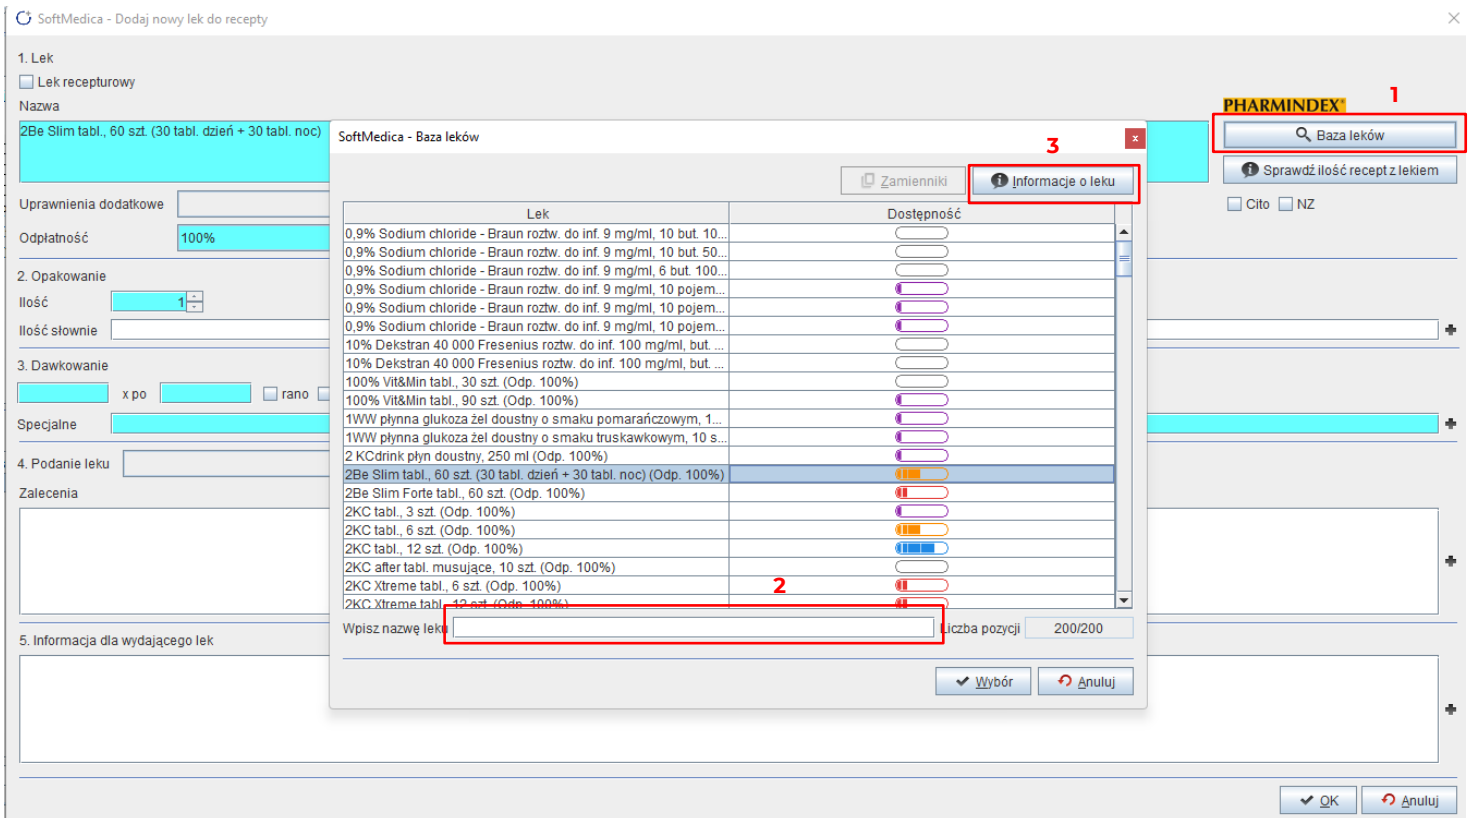 SoftMedica - Dodaj nowy lek do recepty
1. Lek
Lek recepturowy
Nazwa
PHARMINDEX®
1
2Be Slim tabl., 60 szt. (30 tabl. dzień + 30 tabl. noc)
Baza leków
Sprawdź ilość recept z lekiem
Uprawnienia dodatkowe
Cito NZ
Odpłatność 100%
2. Opakowanie
Ilość 1
Ilość słownie
3. Dawkowanie
x po rano
Specjalne
4. Podanie leku
Zalecenia
5. Informacja dla wydającego lek
OK Anuluj
SoftMedica - Baza leków
3
Zamienniki Informacje o leku
Lek Dostępność
0,9% Sodium chloride - Braun roztw. do inf. 9 mg/ml, 10 but. 10...
0,9% Sodium chloride - Braun roztw. do inf. 9 mg/ml, 10 but. 50...
0,9% Sodium chloride - Braun roztw. do inf. 9 mg/ml, 6 but. 100...
0,9% Sodium chloride - Braun roztw. do inf. 9 mg/ml, 10 pojem...
0,9% Sodium chloride - Braun roztw. do inf. 9 mg/ml, 10 pojem...
0,9% Sodium chloride - Braun roztw. do inf. 9 mg/ml, 10 pojem...
10% Dekstran 40 000 Fresenius roztw. do inf. 100 mg/ml, but. ...
10% Dekstran 40 000 Fresenius roztw. do inf. 100 mg/ml, but. ...
100% Vit&Min tabl., 30 szt. (Odp. 100%)
100% Vit&Min tabl., 90 szt. (Odp. 100%)
1WW płynna glukoza żel doustny o smaku pomarańczowym, 1...
1WW płynna glukoza żel doustny o smaku truskawkowym, 10 s...
2 KCdrink płyn doustny, 250 ml (Odp. 100%)
2Be Slim tabl., 60 szt. (30 tabl. dzień + 30 tabl. noc) (Odp. 100%)
2Be Slim Forte tabl., 60 szt. (Odp. 100%)
2KC tabl., 3 szt. (Odp. 100%)
2KC tabl., 6 szt. (Odp. 100%)
2KC tabl., 12 szt. (Odp. 100%)
2KC after tabl. musujące, 10 szt. (Odp. 100%)
2KC Xtreme tabl., 6 szt. (Odp. 100%)
2KC Xtreme tabl., 12 szt. (Odp. 100%)
2
Wpisz nazwę leku Liczba pozycji 200/200
Wybór Anuluj